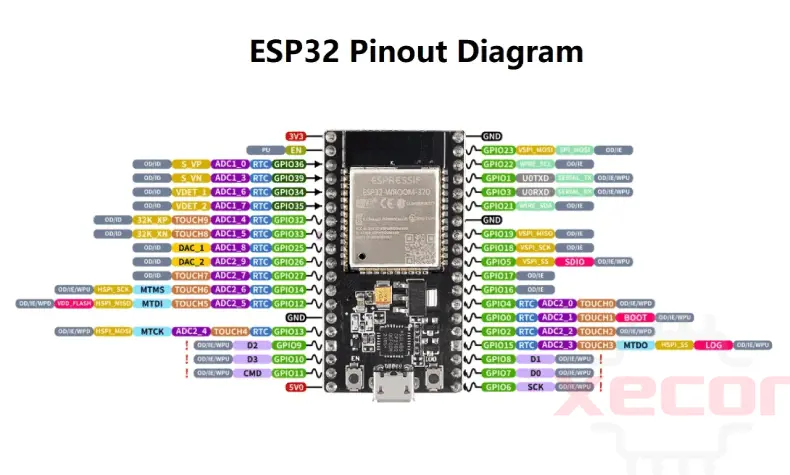 ESP32 Pinout Diagram
3V3 GND
PU EN GPIO23 VSPI_MOSI SPI_MOSI OD/IE
OD/ID S_VP ADC1_0 RTC GPIO36 GPIO22 WIRE_SCL OD/IE
OD/ID S_VN ADC1_3 RTC GPIO39 GPIO1 U0TXD SERIAL_TX OD/IE/WPU
OD/ID VDET_1 ADC1_6 RTC GPIO34 GPIO3 U0RXD SERIAL_RX OD/IE/WPU
OD/ID VDET_2 ADC1_7 RTC GPIO35 GPIO21 WIRE_VDA OD/IE
OD/ID 32K_XP TOUCH9 ADC1_4 RTC GPIO32 GND
OD/ID 32K_XN TOUCH8 ADC1_5 RTC GPIO33 GPIO19 VSPI_MISO OD/IE
OD/ID DAC_1 ADC1_8 RTC GPIO25 GPIO18 VSPI_SCK OD/IE
OD/ID DAC_2 ADC2_9 RTC GPIO26 GPIO5 VSPI_SS SDIO OD/IE/WPU
OD/ID TOUCH7 ADC2_7 RTC GPIO27 GPIO17 OD/IE
OD/IE/WPU HSPI_SCK MTMS TOUCH6 ADC2_6 RTC GPIO14 GPIO16 OD/IE
OD/IE/WPD VDD_FLASH HSPI_MISO MTDI TOUCH5 ADC2_5 RTC GPIO12 GPIO4 RTC ADC2_0 TOUCH0 OD/IE/WPD
GND GPIO0 RTC ADC2_1 TOUCH1 BOOT OD/IE/WPU
OD/IE/WPD HSPI_MOSI MTCK ADC2_4 TOUCH4 RTC GPIO13 GPIO2 RTC ADC2_2 TOUCH2 OD/IE/WPD
! OD/IE/WPU D2 GPIO9 GPIO15 RTC ADC2_3 TOUCH3 MTDO HSPI_SS LOG OD/IE/WPU
! OD/IE/WPU D3 GPIO10 GPIO8 D1 OD/IE/WPU !
! OD/IE/WPU CMD GPIO11 GPIO7 D0 OD/IE/WPU !
5V0 GPIO6 SCK OD/IE/WPU !
ESPRESSIF
ESP32-WROOM-32D
EN
xecor